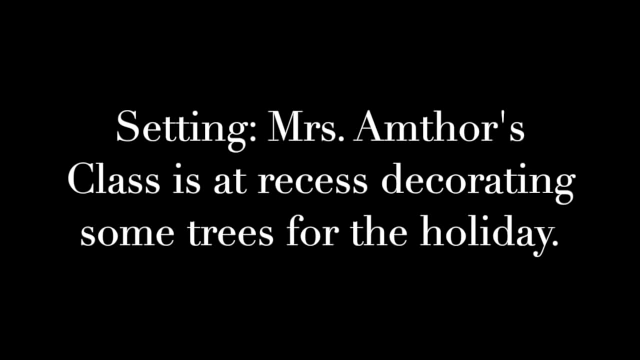 Setting: Mrs. Amthor's
Class is at recess decorating
some trees for the holiday.